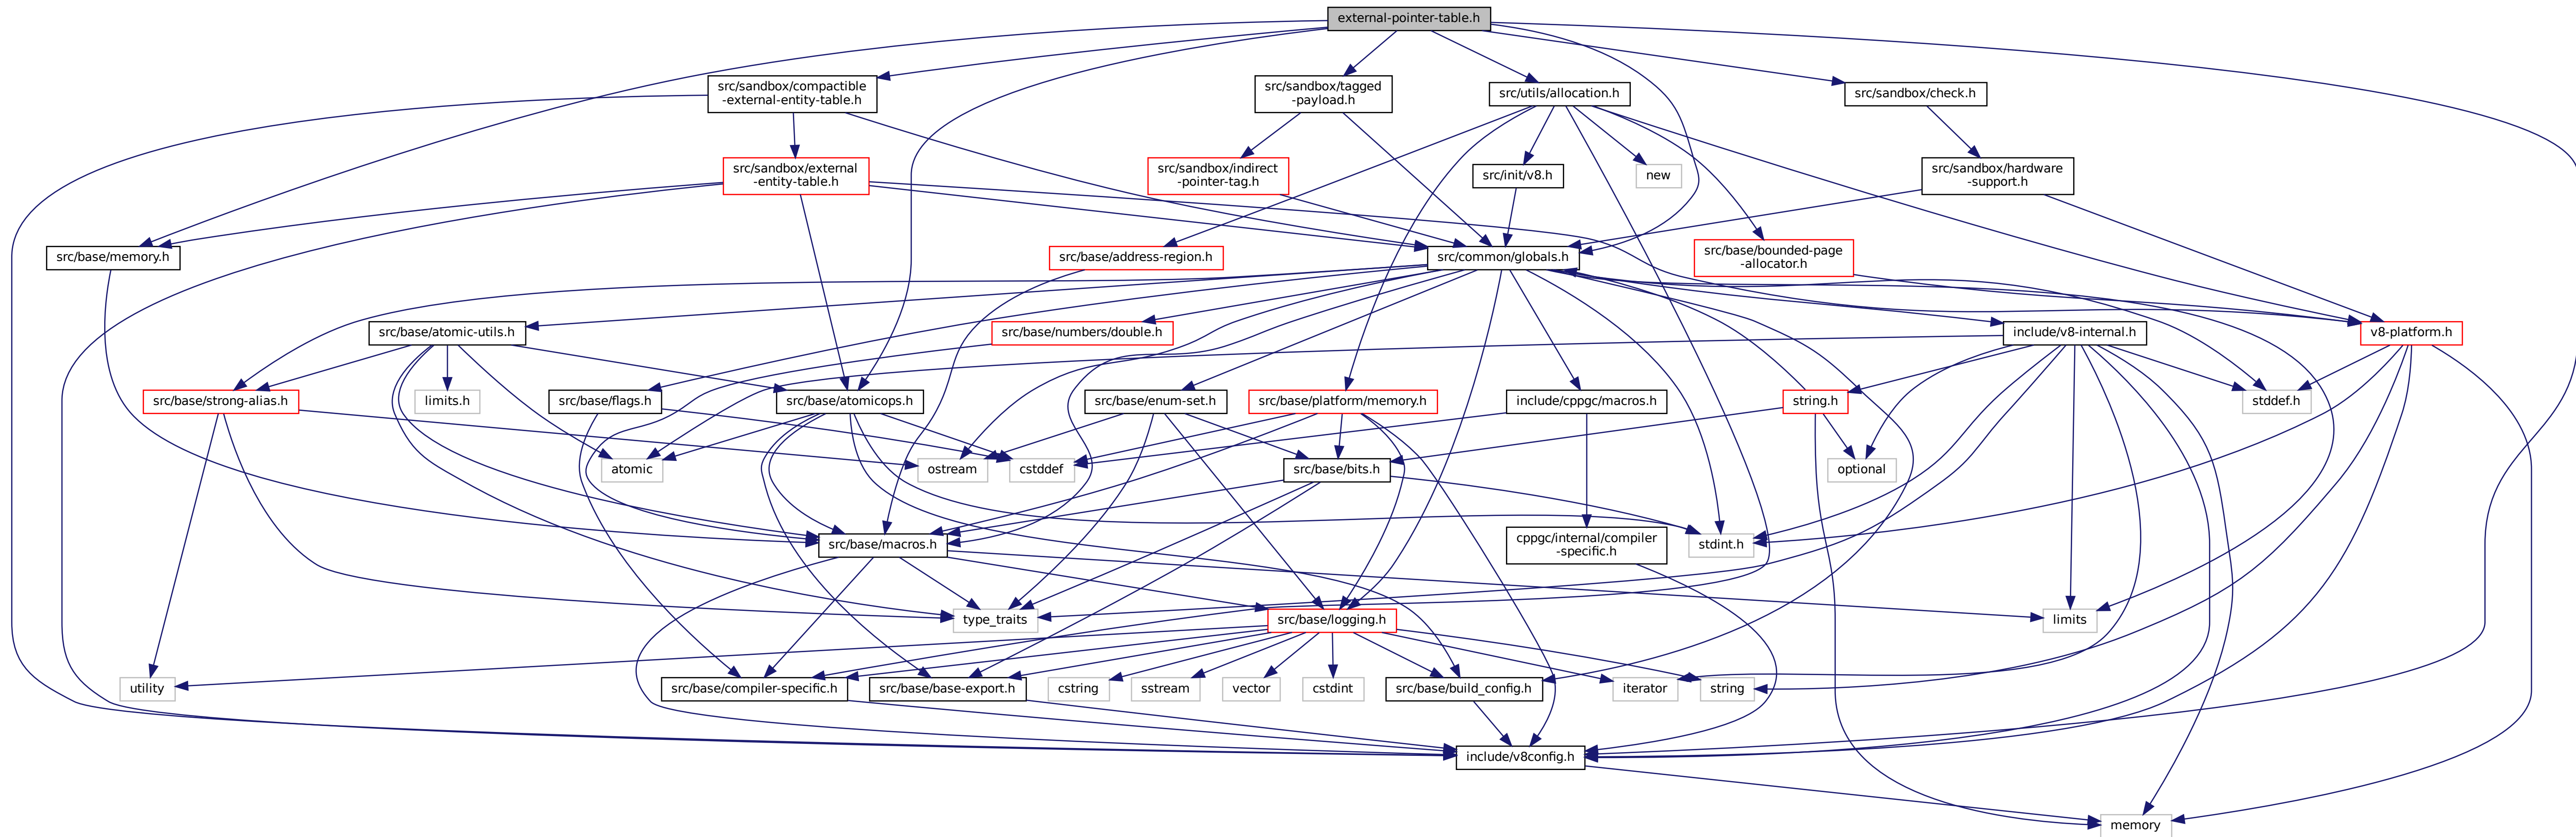 external-pointer-table.h
src/sandbox/compactible
-external-entity-table.h
src/sandbox/tagged
-payload.h
src/utils/allocation.h
src/sandbox/check.h
src/sandbox/external
-entity-table.h
src/sandbox/indirect
-pointer-tag.h
src/init/v8.h
new
src/sandbox/hardware
-support.h
src/base/memory.h
src/base/address-region.h
src/common/globals.h
src/base/bounded-page
-allocator.h
src/base/atomic-utils.h
src/base/numbers/double.h
include/v8-internal.h
v8-platform.h
src/base/strong-alias.h
limits.h
src/base/flags.h
src/base/atomicops.h
src/base/enum-set.h
src/base/platform/memory.h
include/cppgc/macros.h
string.h
stddef.h
atomic
ostream
cstddef
src/base/bits.h
optional
src/base/macros.h
cppgc/internal/compiler
-specific.h
stdint.h
type_traits
src/base/logging.h
limits
utility
src/base/compiler-specific.h
src/base/base-export.h
cstring
sstream
vector
cstdint
src/base/build_config.h
iterator
string
include/v8config.h
memory